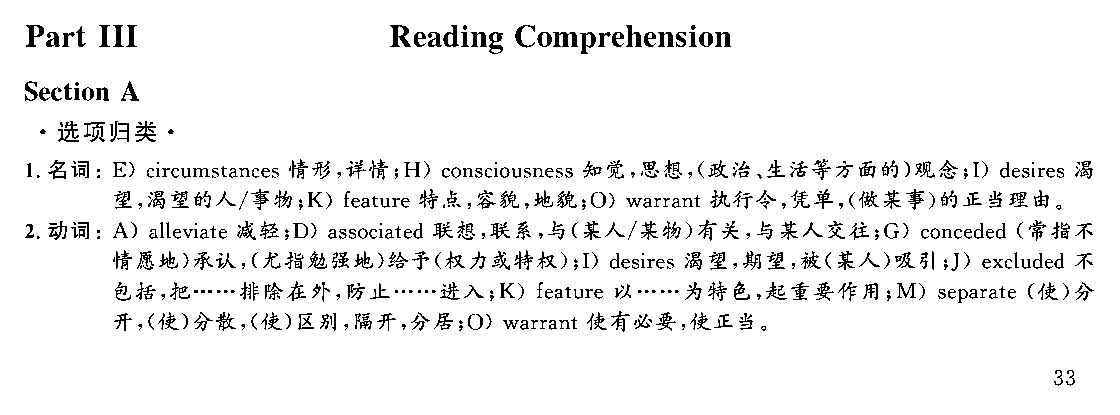 Part III Reading Comprehension
Section A
·选项归类·
1. 名词：E）circumstances 情形,详情;H）consciousness 知觉,思想,(政治、生活等方面的)观念;I）desires 渴
望,渴望的人/事物;K）feature 特点,容貌,地貌;O）warrant 执行令,凭单,(做某事)的正当理由。
2. 动词：A）alleviate 减轻;D）associated 联想,联系,与(某人/某物)有关,与某人交往;G）conceded (常指不
情愿地)承认,(尤指勉强地)给予(权力或特权);I）desires 渴望,期望,被(某人)吸引;J）excluded 不
包括,把……排除在外,防止……进入;K）feature 以……为特色,起重要作用;M）separate (使)分
开,(使)分散,(使)区别,隔开,分居;O）warrant 使有必要,使正当。
33